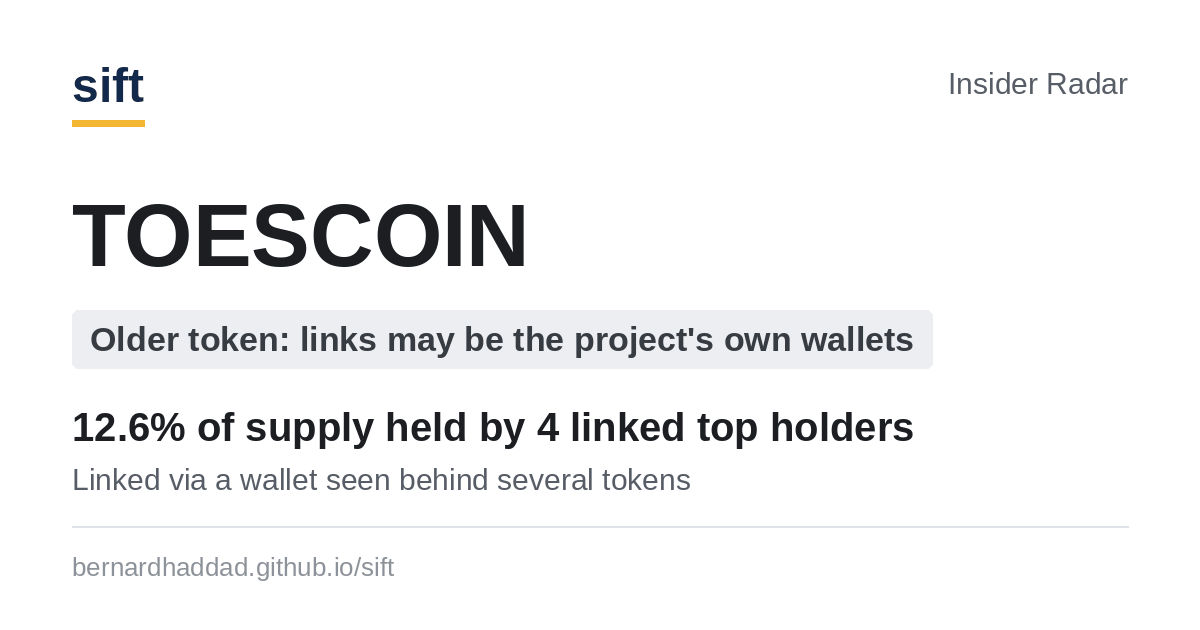 sift
Insider Radar
TOESCOIN
Older token: links may be the project's own wallets
12.6% of supply held by 4 linked top holders
Linked via a wallet seen behind several tokens
bernardhaddad.github.io/sift